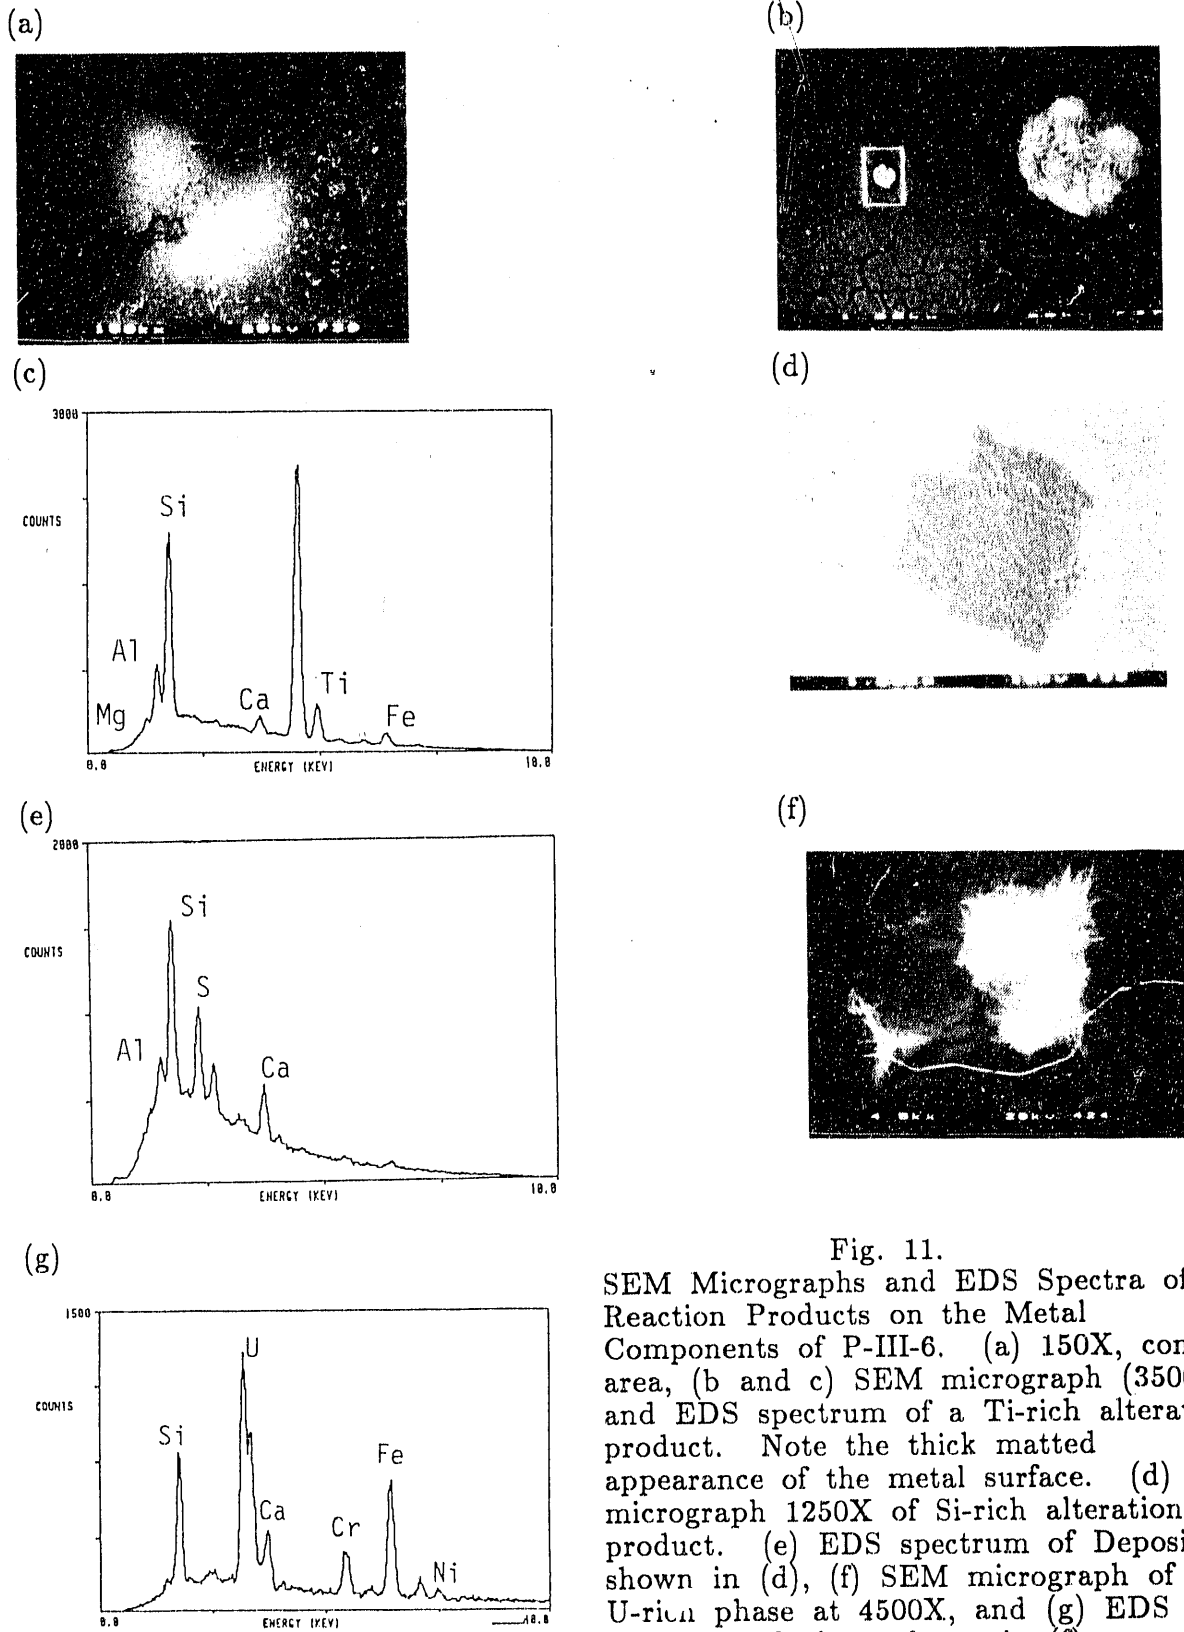 (a)
(b)
(c)
3000
COUNTS
Si
Al
Mg
Ca
Ti
Fe
0.0
ENERGY (KEV)
10.0
(d)
(e)
2000
COUNTS
Si
S
Al
Ca
0.0
ENERGY (KEV)
10.0
(f)
20kv 424
(g)
1500
COUNTS
U
Si
Ca
Cr
Fe
Ni
0.0
ENERGY (KEV)
10.0
Fig. 11.
SEM Micrographs and EDS Spectra of
Reaction Products on the Metal
Components of P-III-6. (a) 150X,
area, (b and c) SEM micrograph
and EDS spectrum of a Ti-rich
product. Note the thick matted
appearance of the metal surface. (d)
micrograph 1250X of Si-rich alteration
product. (e) EDS spectrum of
shown in (d), (f) SEM micrograph of
U-rich phase at 4500X, and (g) EDS